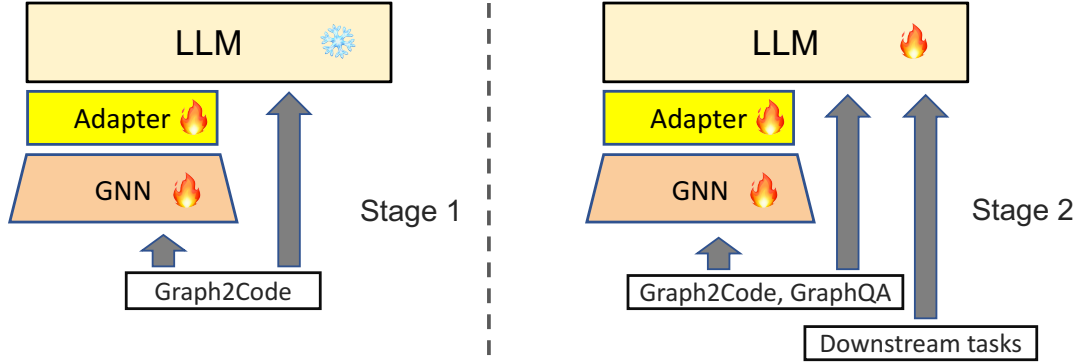 LLM
Adapter
GNN
Stage 1
Graph2Code
LLM
Adapter
GNN
Stage 2
Graph2Code, GraphQA
Downstream tasks